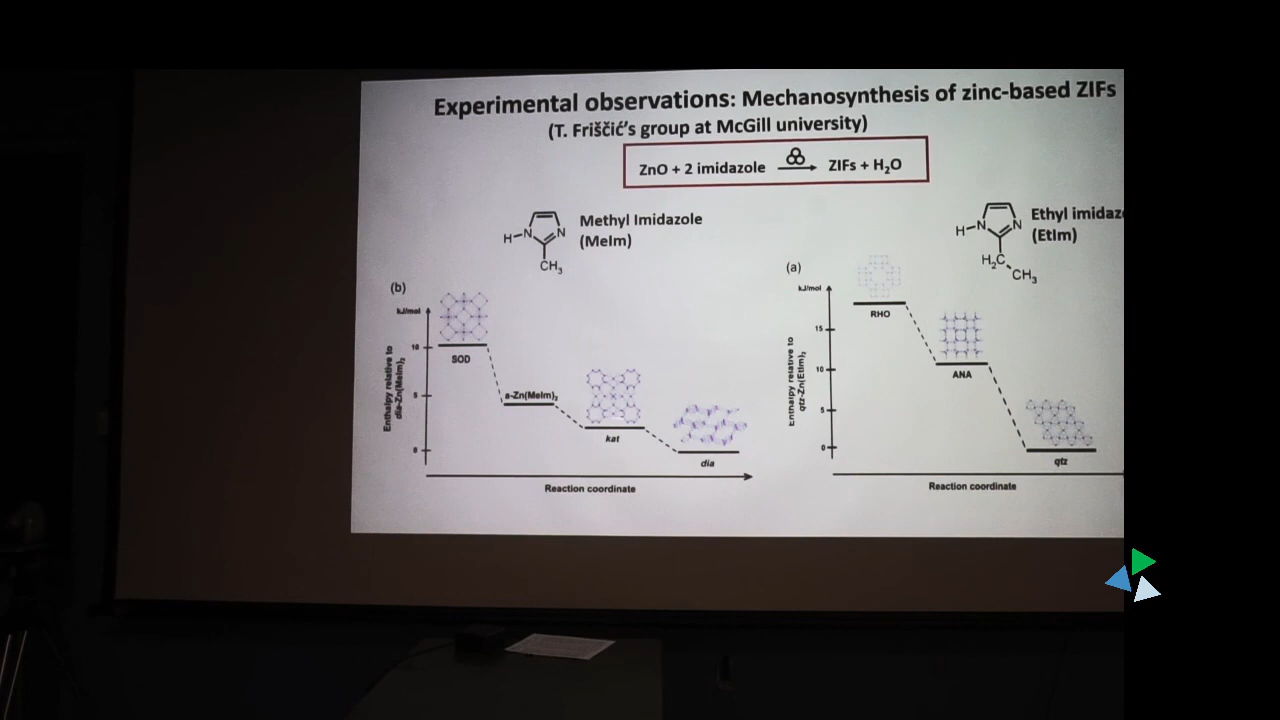 Experimental observations: Mechanosynthesis of zinc-based ZIFs
(T. Friščić's group at McGill university)
ZnO + 2 imidazole → ZIFs + H₂O
Methyl Imidazole
(MeIm)
H
N
N
CH₃
Ethyl imidaz
(EtIm)
H
N
N
H₂C
CH₃
(b)
kJ/mol
10
5
0
Enthalpy relative to
dia-Zn(MeIm)₂
SOD
a-Zn(MeIm)₂
kat
dia
Reaction coordinate
(a)
kJ/mol
15
10
5
0
Enthalpy relative to
qtz-Zn(EtIm)₂
RHO
ANA
qtz
Reaction coordinate